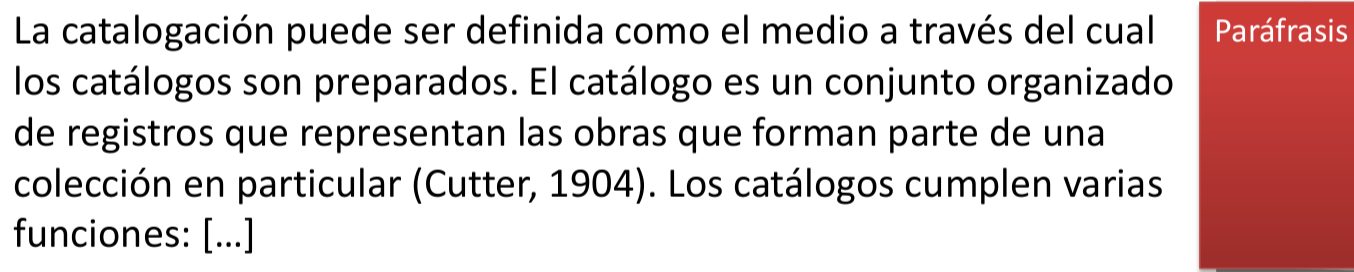 La catalogación puede ser definida como el medio a través del cual
los catálogos son preparados. El catálogo es un conjunto organizado
de registros que representan las obras que forman parte de una
colección en particular (Cutter, 1904). Los catálogos cumplen varias
funciones: [...]
Paráfrasis